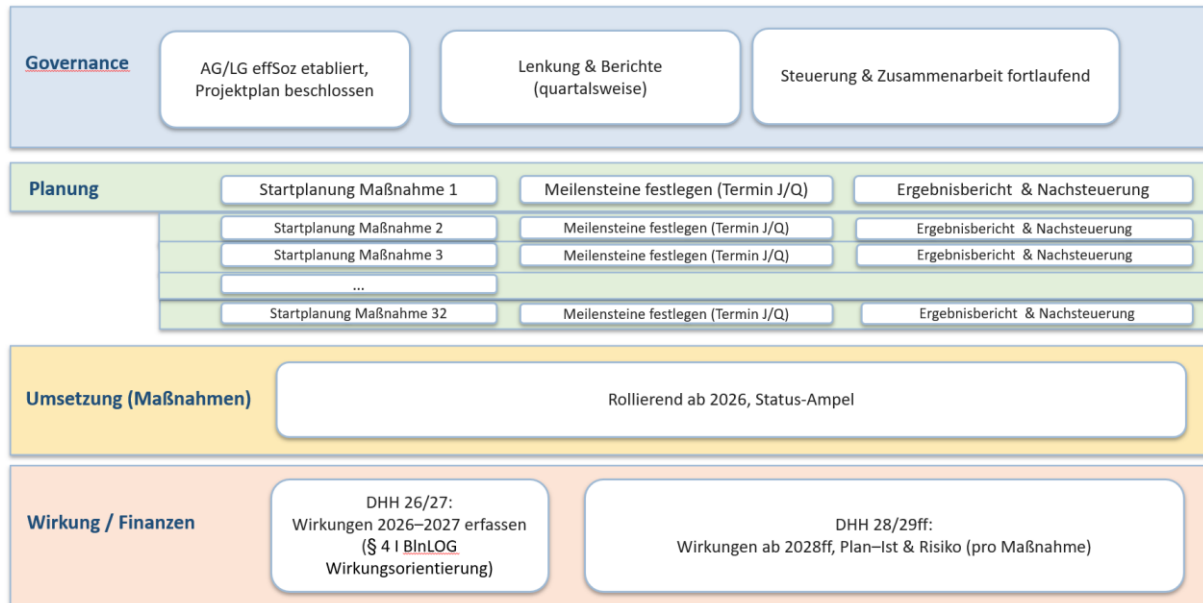 Governance
AG/LG effSoz etabliert,
Projektplan beschlossen
Lenkung & Berichte
(quartalsweise)
Steuerung & Zusammenarbeit fortlaufend
Planung
Startplanung Maßnahme 1
Meilensteine festlegen (Termin J/Q)
Ergebnisbericht & Nachsteuerung
Startplanung Maßnahme 2
Meilensteine festlegen (Termin J/Q)
Ergebnisbericht & Nachsteuerung
Startplanung Maßnahme 3
Meilensteine festlegen (Termin J/Q)
Ergebnisbericht & Nachsteuerung
...
Startplanung Maßnahme 32
Meilensteine festlegen (Termin J/Q)
Ergebnisbericht & Nachsteuerung
Umsetzung (Maßnahmen)
Rollierend ab 2026, Status-Ampel
Wirkung / Finanzen
DHH 26/27:
Wirkungen 2026–2027 erfassen
(§ 4 I BlnLOG
Wirkungsorientierung)
DHH 28/29ff:
Wirkungen ab 2028ff, Plan–Ist & Risiko (pro Maßnahme)